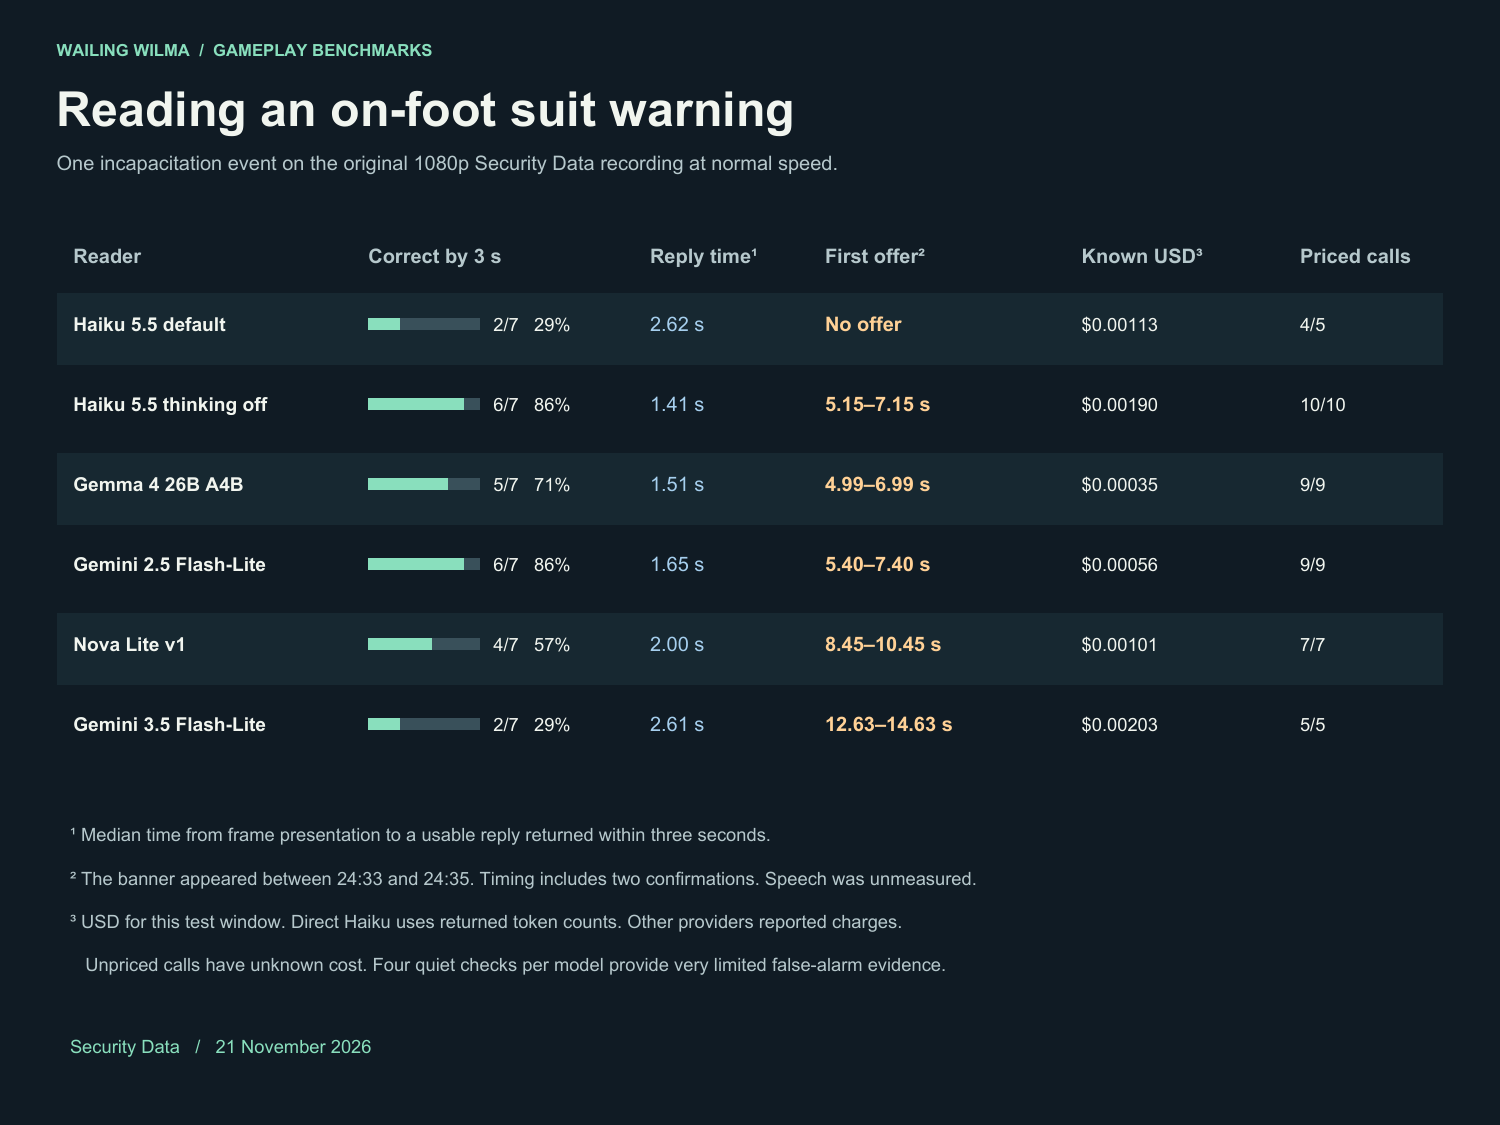 WAILING WILMA / GAMEPLAY BENCHMARKS
Reading an on-foot suit warning
One incapacitation event on the original 1080p Security Data recording at normal speed.
Reader Correct by 3 s Reply time¹ First offer² Known USD³ Priced calls
Haiku 5.5 default 2/7 29% 2.62 s No offer $0.00113 4/5
Haiku 5.5 thinking off 6/7 86% 1.41 s 5.15–7.15 s $0.00190 10/10
Gemma 4 26B A4B 5/7 71% 1.51 s 4.99–6.99 s $0.00035 9/9
Gemini 2.5 Flash-Lite 6/7 86% 1.65 s 5.40–7.40 s $0.00056 9/9
Nova Lite v1 4/7 57% 2.00 s 8.45–10.45 s $0.00101 7/7
Gemini 3.5 Flash-Lite 2/7 29% 2.61 s 12.63–14.63 s $0.00203 5/5
¹ Median time from frame presentation to a usable reply returned within three seconds.
² The banner appeared between 24:33 and 24:35. Timing includes two confirmations. Speech was unmeasured.
³ USD for this test window. Direct Haiku uses returned token counts. Other providers reported charges.
Unpriced calls have unknown cost. Four quiet checks per model provide very limited false-alarm evidence.
Security Data / 21 November 2026